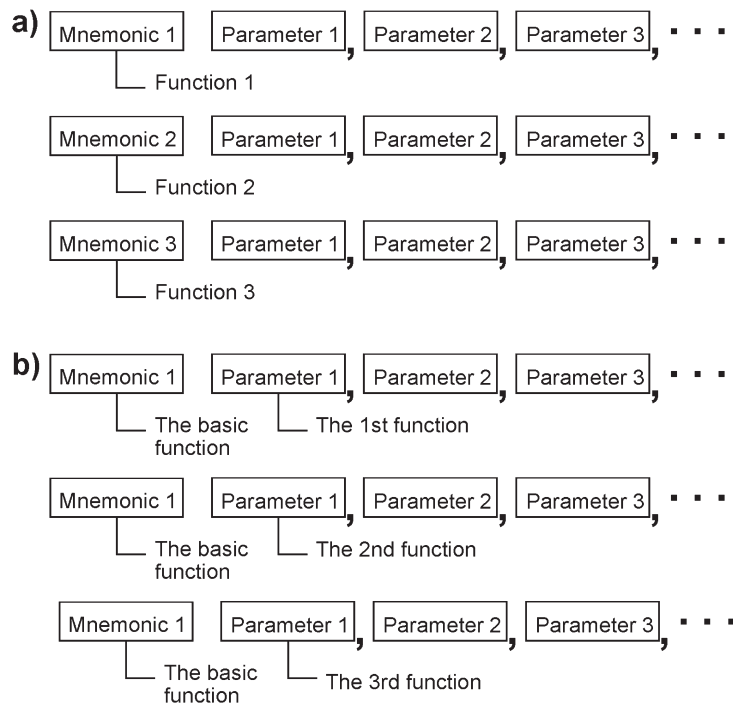 a) Mnemonic 1 Parameter 1, Parameter 2, Parameter 3, . . .
Function 1
Mnemonic 2 Parameter 1, Parameter 2, Parameter 3, . . .
Function 2
Mnemonic 3 Parameter 1, Parameter 2, Parameter 3, . . .
Function 3
b) Mnemonic 1 Parameter 1, Parameter 2, Parameter 3, . . .
The basic The 1st function
function
Mnemonic 1 Parameter 1, Parameter 2, Parameter 3, . . .
The basic The 2nd function
function
Mnemonic 1 Parameter 1, Parameter 2, Parameter 3, . . .
The basic The 3rd function
function